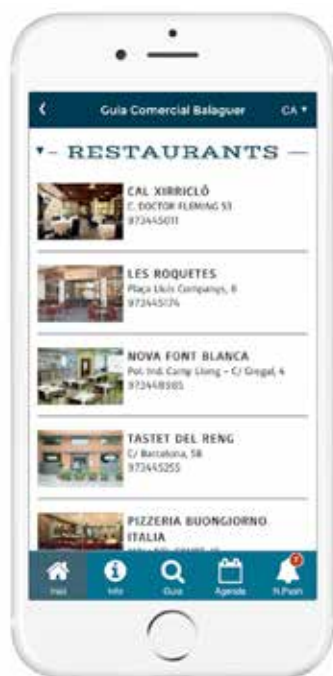 Guia Comercial Balaguer CA
RESTAURANTS
CAL XIRRICLÓ
C. DOCTOR FLEMING 53
973445011
LES ROQUETES
Plaça Lluís Companys, 8
973445174
NOVA FONT BLANCA
Pol. Ind. Camp Llong - C/ Gregal, 4
TASTET DEL RENG
C/ Barcelona, 58
973445255
PIZZERIA BUONGIORNO
ITALIA
Inici Info Guia Agenda N.Push